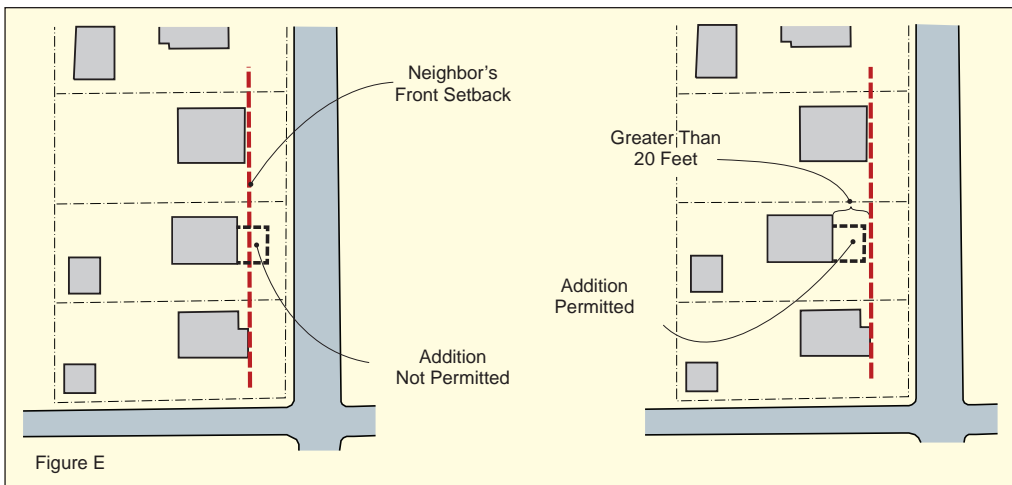 Neighbor's
Front Setback
Addition
Not Permitted
Greater Than
20 Feet
Addition
Permitted
Figure E